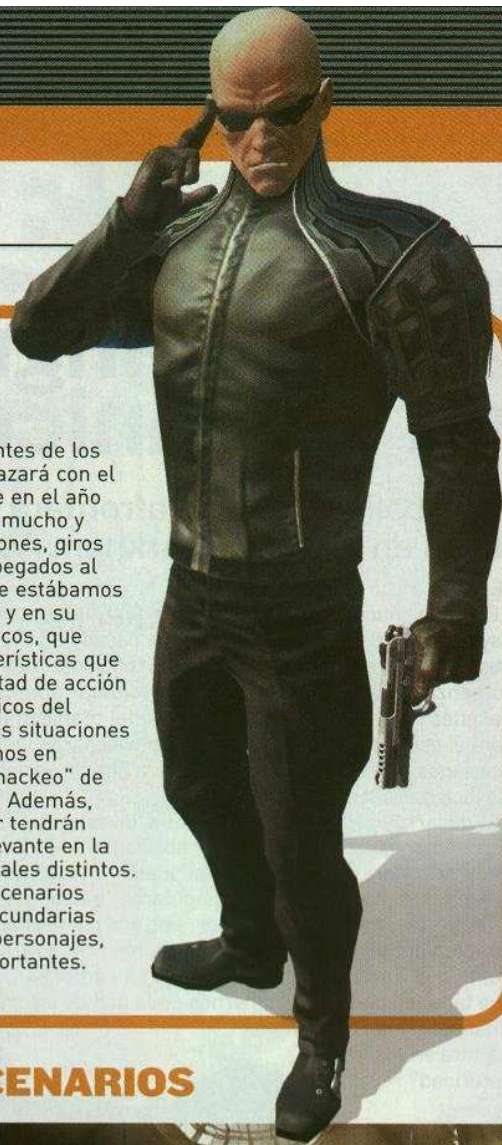 ntes de los
azará con el
e en el año
mucho y
ones, giros
pegados al
e estábamos
y en su
cos, que
erísticas que
tad de acción
icos del
s situaciones
nos en
nackeo" de
Además,
r tendrán
evante en la
ales distintos.
cenarios
cundarias
personajes,
ortantes.
CENARIOS